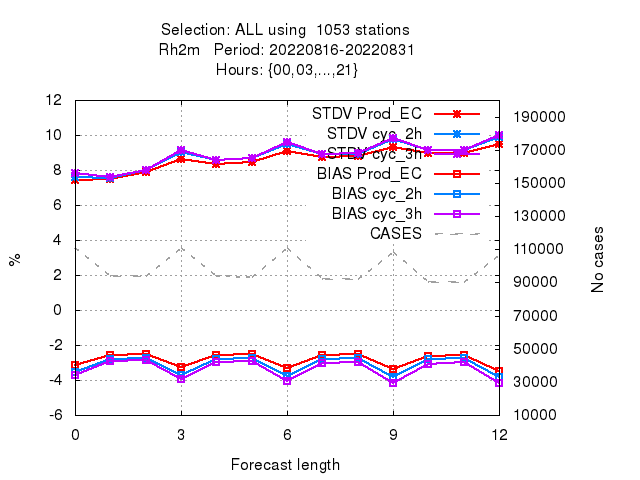 Selection: ALL using  1053 stations
Rh2m   Period: 20220816-20220831
Hours: {00,03,...,21}
STDV Prod_EC
STDV cyc_2h
STDV cyc_3h
BIAS Prod_EC
BIAS cyc_2h
BIAS cyc_3h
CASES
12
10
8
6
4
2
0
-2
-4
-6
%
190000
170000
150000
130000
110000
90000
70000
50000
30000
10000
No cases
0 3 6 9 12
Forecast length